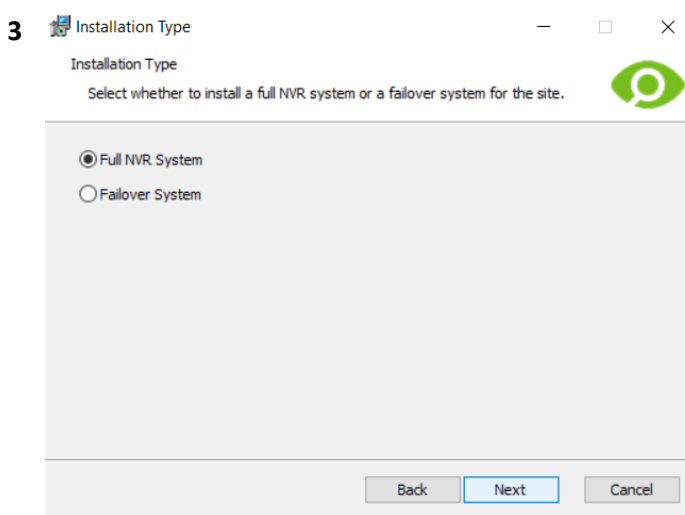 3
Installation Type
Installation Type
Select whether to install a full NVR system or a failover system for the site.
Full NVR System
Failover System
Back Next Cancel